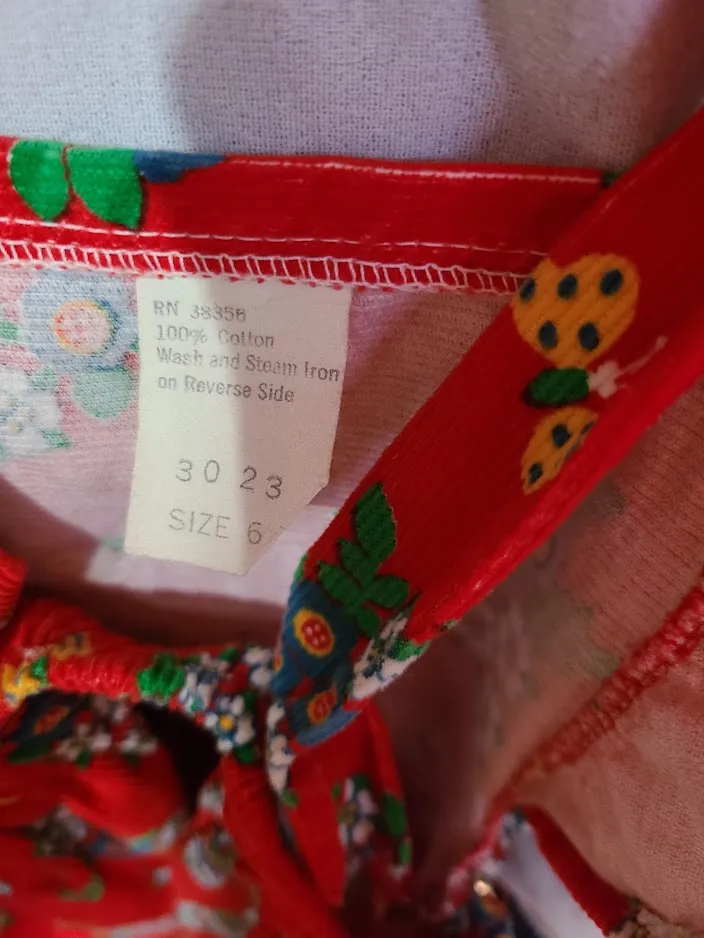 RN 38356
100% Cotton
Wash and Steam Iron
on Reverse Side
30 23
SIZE 6